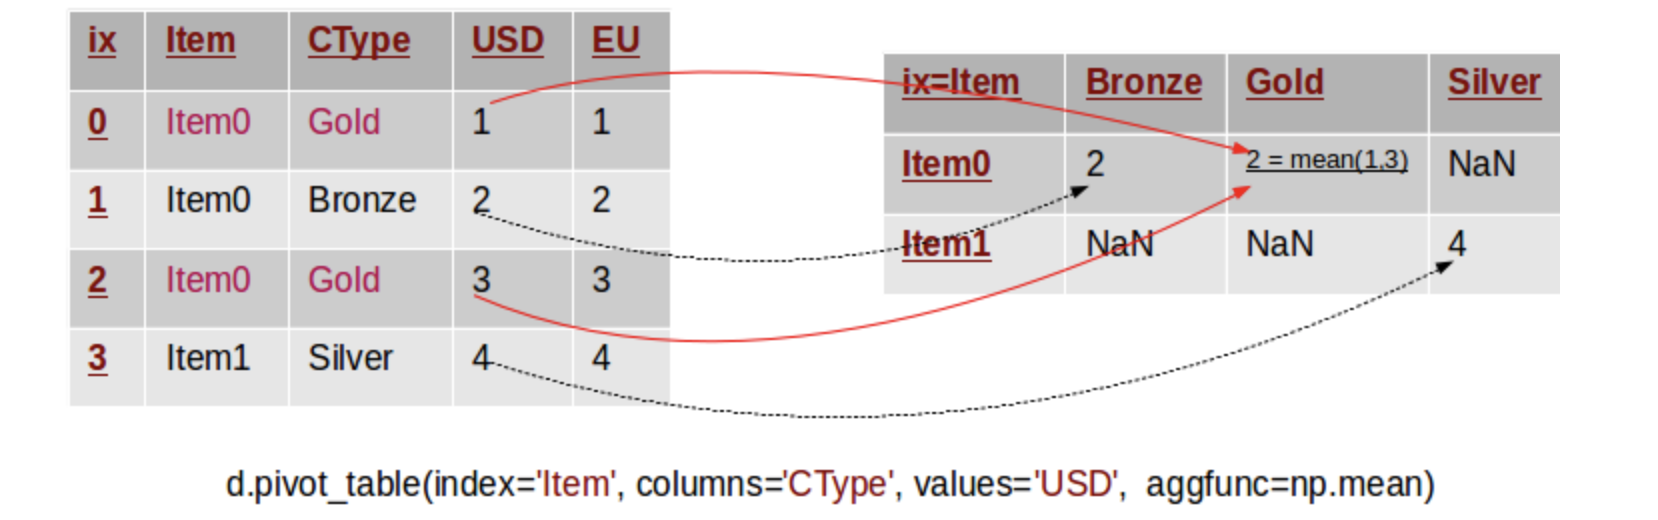 ix Item CType USD EU
0 Item0 Gold 1 1
1 Item0 Bronze 2 2
2 Item0 Gold 3 3
3 Item1 Silver 4 4
ix=Item Bronze Gold Silver
Item0 2 2 = mean(1,3) NaN
Item1 NaN NaN 4
d.pivot_table(index='Item', columns='CType', values='USD', aggfunc=np.mean)